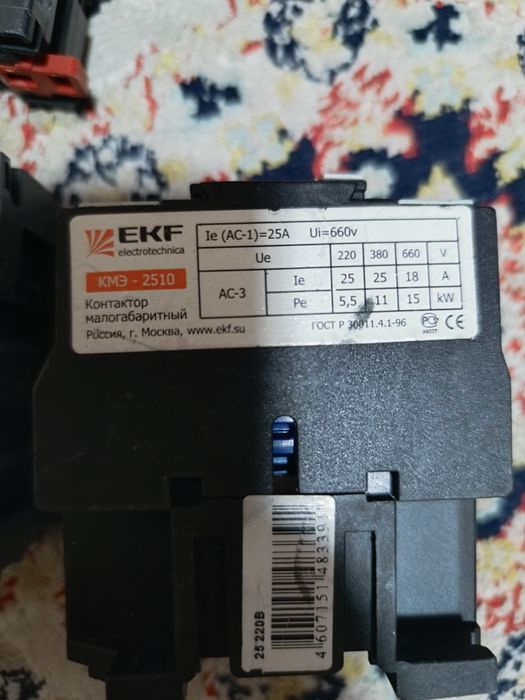 EKF
electrotechnica
КМЭ - 2510
Контактор
малогабаритный
Россия, г. Москва, www.ekf.su
Ie (AC-1)=25A Ui=660v
Ue 220 380 660 V
AC-3 Ie 25 25 18 A
Pe 5,5 11 15 kW
ГОСТ Р 30011.4.1-96
CE
25 220В